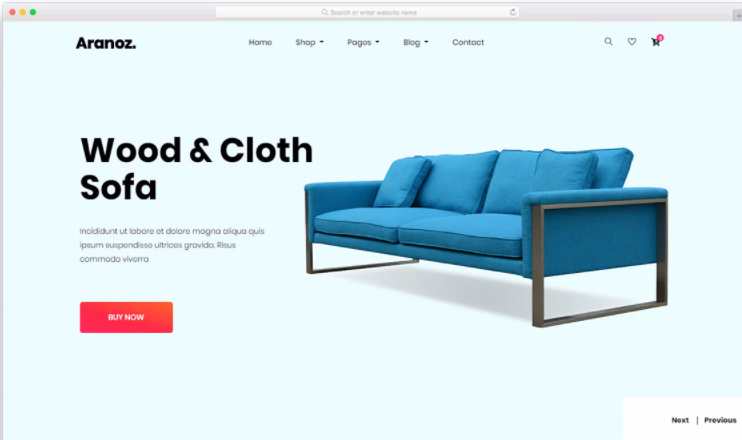 Search or enter website name
Aranoz.
Home Shop Pages Blog Contact
Wood & Cloth
Sofa
Incididunt ut labore et dolore magna aliqua quis
ipsum suspendisse ultrices gravida. Risus
commodo viverra
BUY NOW
Next | Previous